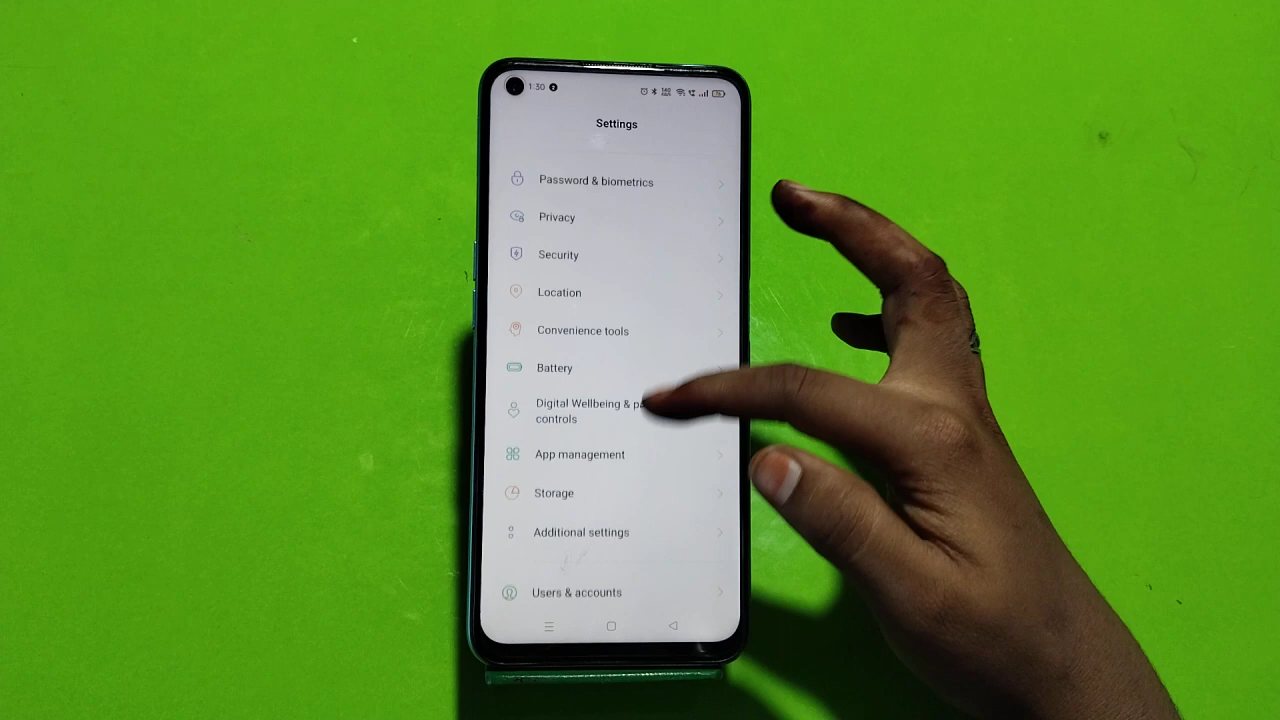 1:30
Settings
Password & biometrics
Privacy
Security
Location
Convenience tools
Battery
Digital Wellbeing & pa
controls
App management
Storage
Additional settings
Users & accounts